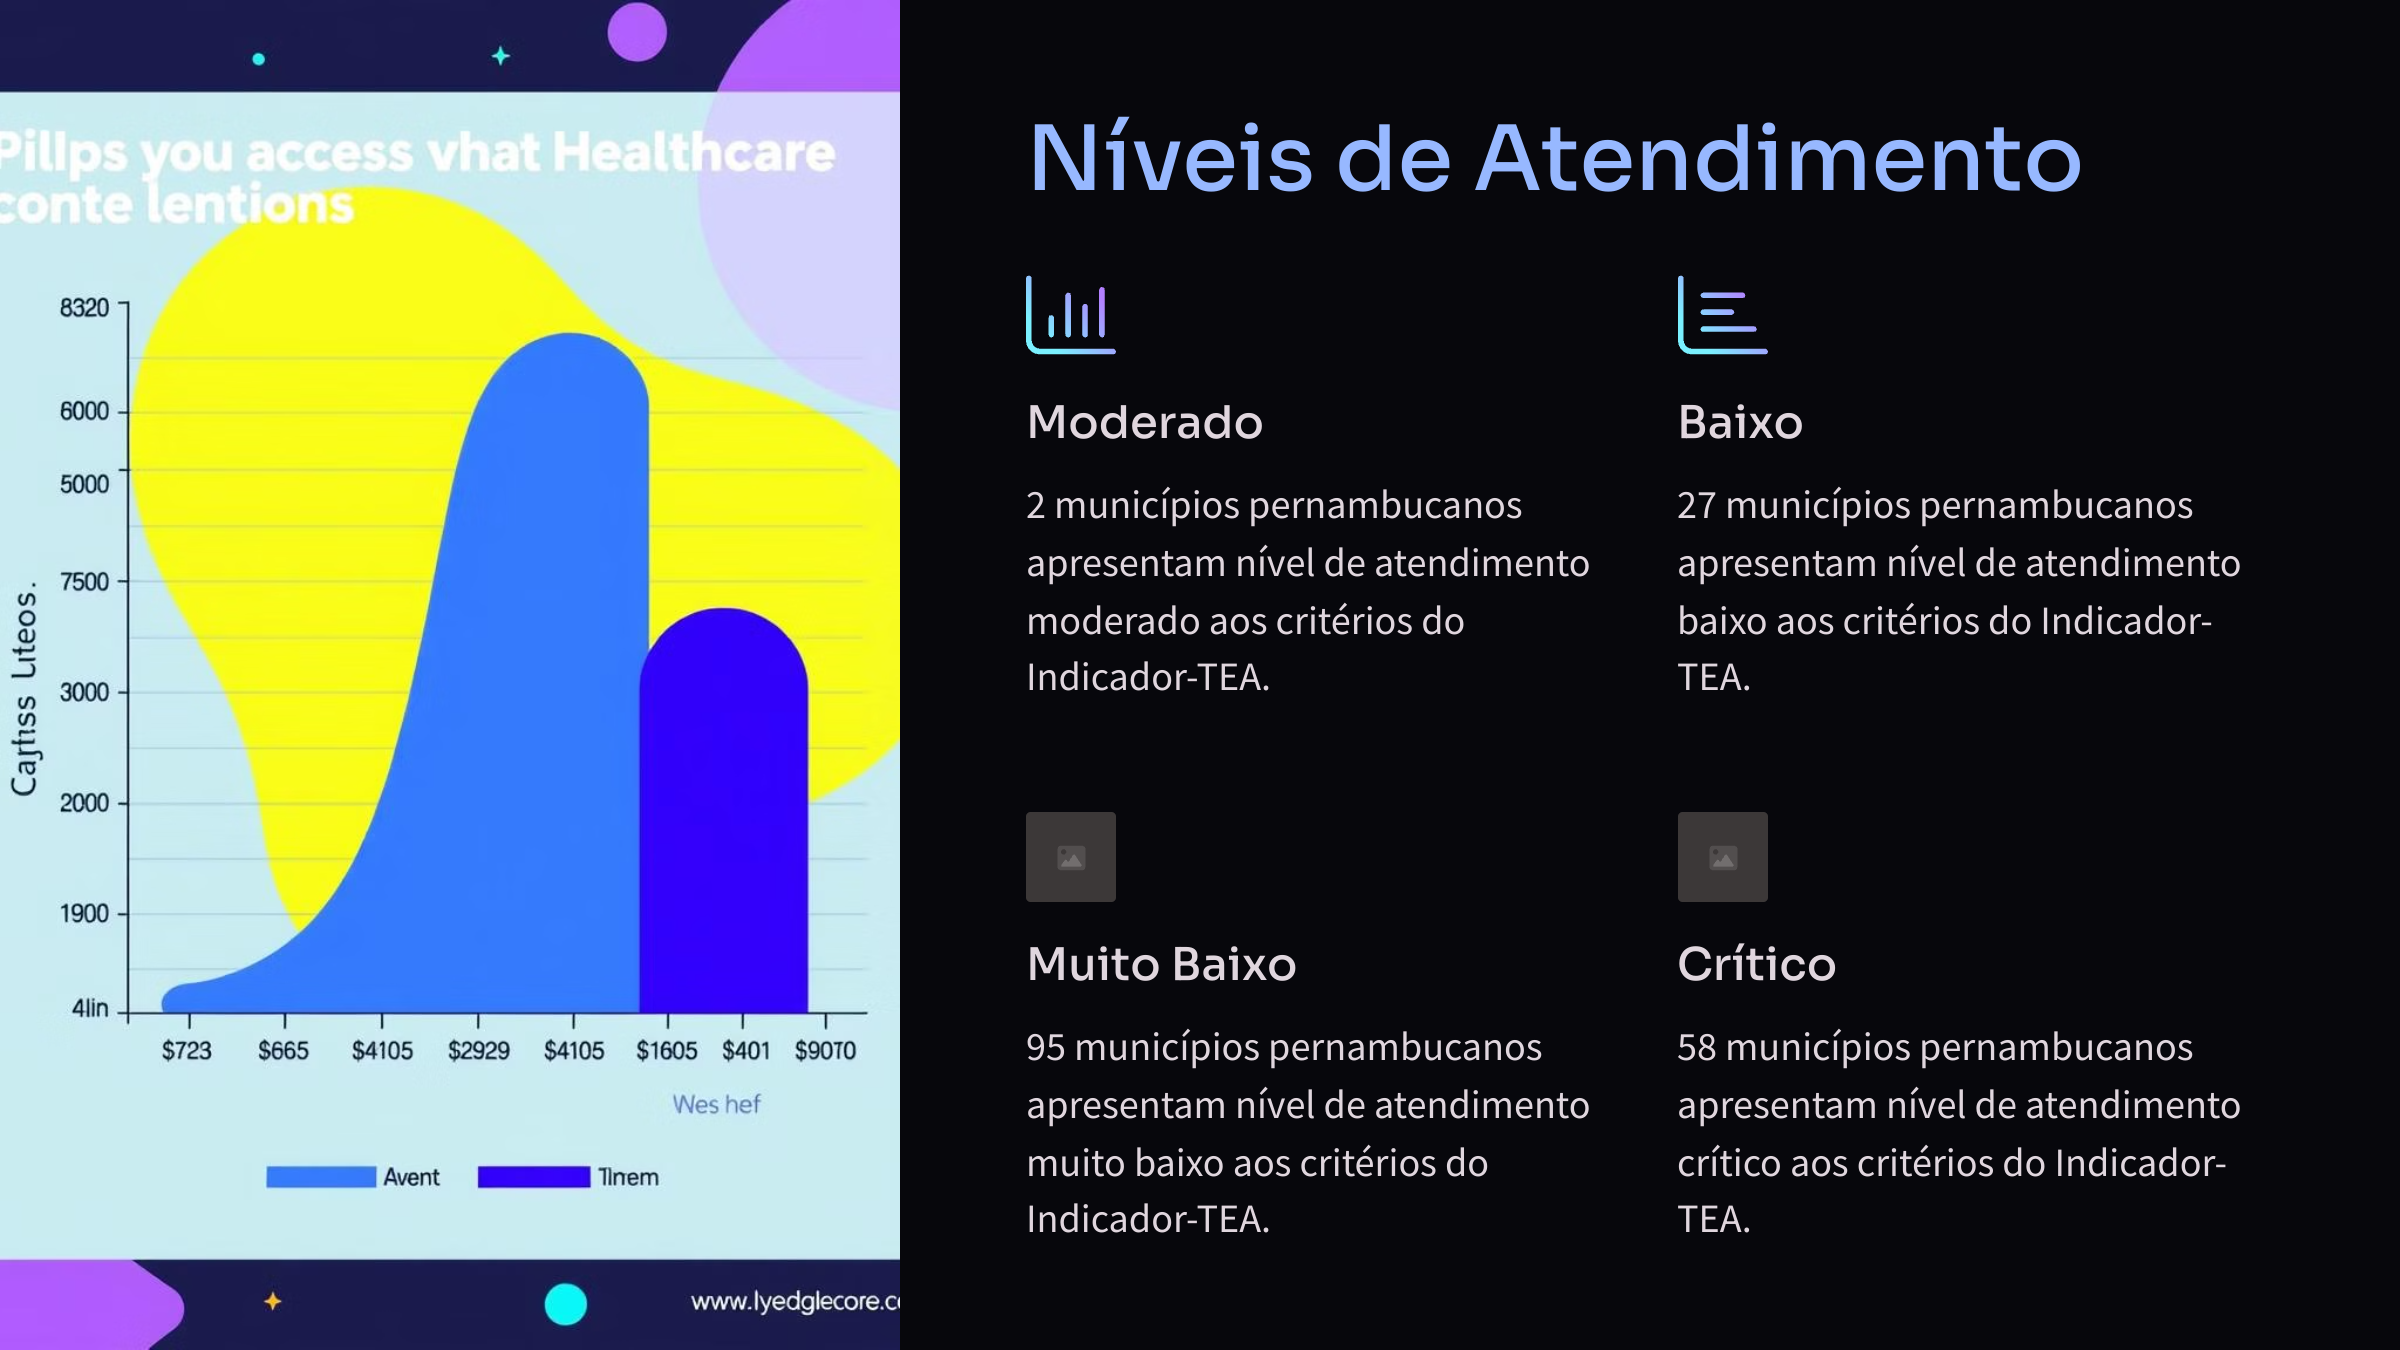 Pillps you access vhat Healthcare
conte lentions
8320
6000
5000
7500
3000
2000
1900
4lin
Cajtiss Liteos.
$723 $665 $4105 $2929 $4105 $1605 $401 $9070
Wes hef
Avent Tinem
www.lyedglecore.co
Níveis de Atendimento
Moderado
2 municípios pernambucanos
apresentam nível de atendimento
moderado aos critérios do
Indicador-TEA.
Baixo
27 municípios pernambucanos
apresentam nível de atendimento
baixo aos critérios do Indicador-
TEA.
Muito Baixo
95 municípios pernambucanos
apresentam nível de atendimento
muito baixo aos critérios do
Indicador-TEA.
Crítico
58 municípios pernambucanos
apresentam nível de atendimento
crítico aos critérios do Indicador-
TEA.